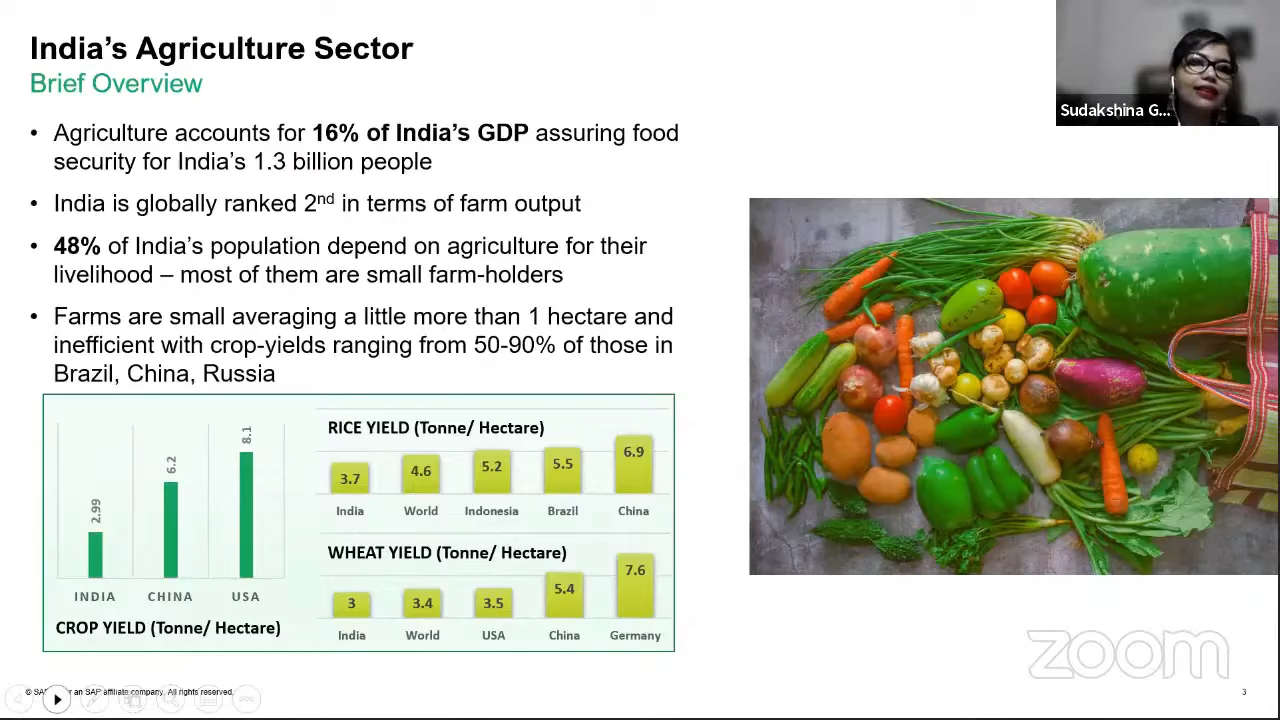 India's Agriculture Sector
Brief Overview
Sudakshina G...
• Agriculture accounts for 16% of India's GDP assuring food
security for India's 1.3 billion people
• India is globally ranked 2nd in terms of farm output
• 48% of India's population depend on agriculture for their
livelihood – most of them are small farm-holders
• Farms are small averaging a little more than 1 hectare and
inefficient with crop-yields ranging from 50-90% of those in
Brazil, China, Russia
2.99 6.2 8.1
INDIA CHINA USA
CROP YIELD (Tonne/ Hectare)
RICE YIELD (Tonne/ Hectare)
3.7 4.6 5.2 5.5 6.9
India World Indonesia Brazil China
WHEAT YIELD (Tonne/ Hectare)
3 3.4 3.5 5.4 7.6
India World USA China Germany
zoom
© SA an SAP affiliate company. All rights reserved.
3